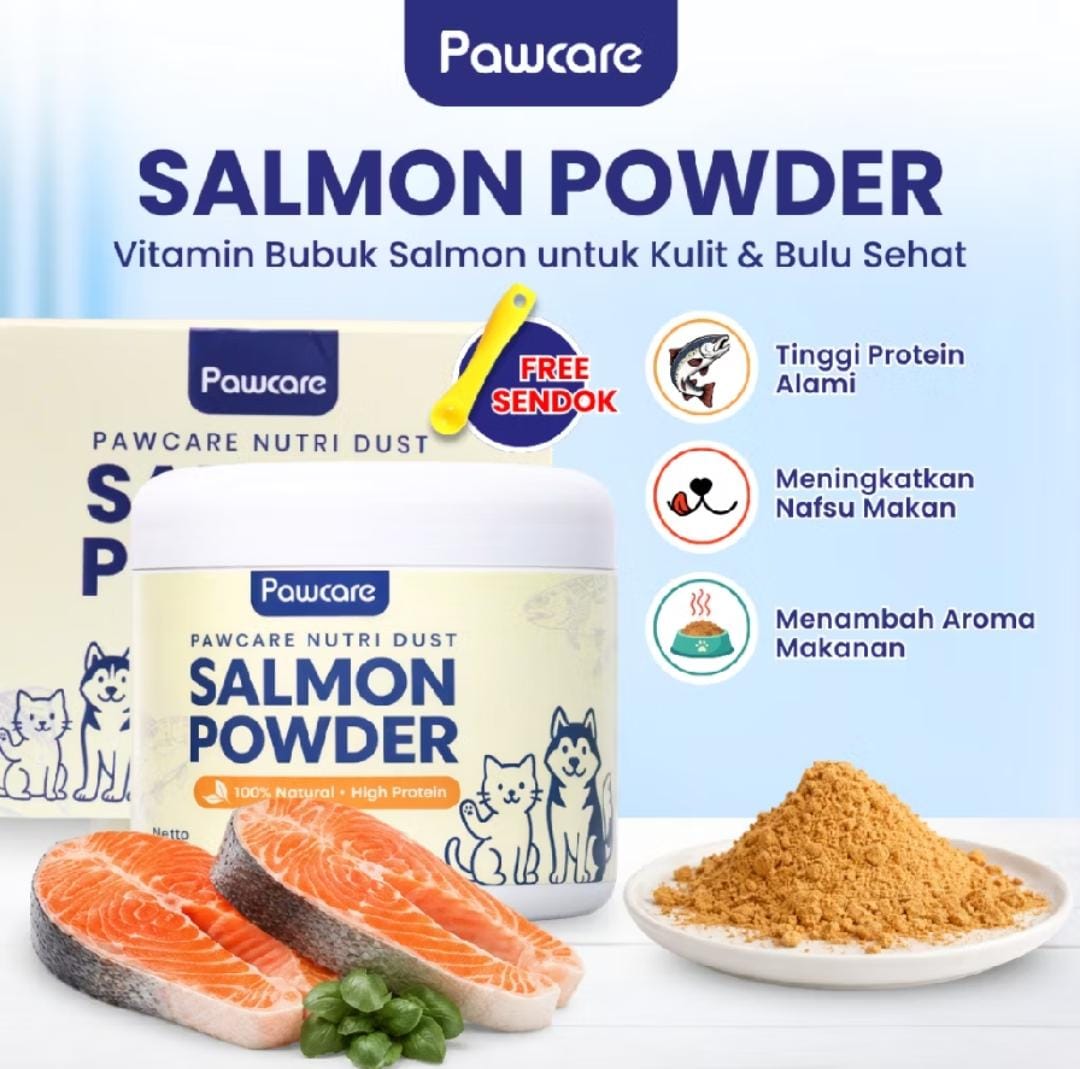 Pawcare
SALMON POWDER
Vitamin Bubuk Salmon untuk Kulit & Bulu Sehat
FREE
SENDOK
Tinggi Protein
Alami
Meningkatkan
Nafsu Makan
Menambah Aroma
Makanan
Pawcare
PAWCARE NUTRI DUST
S
P
Pawcare
PAWCARE NUTRI DUST
SALMON
POWDER
100% Natural • High Protein
Netto